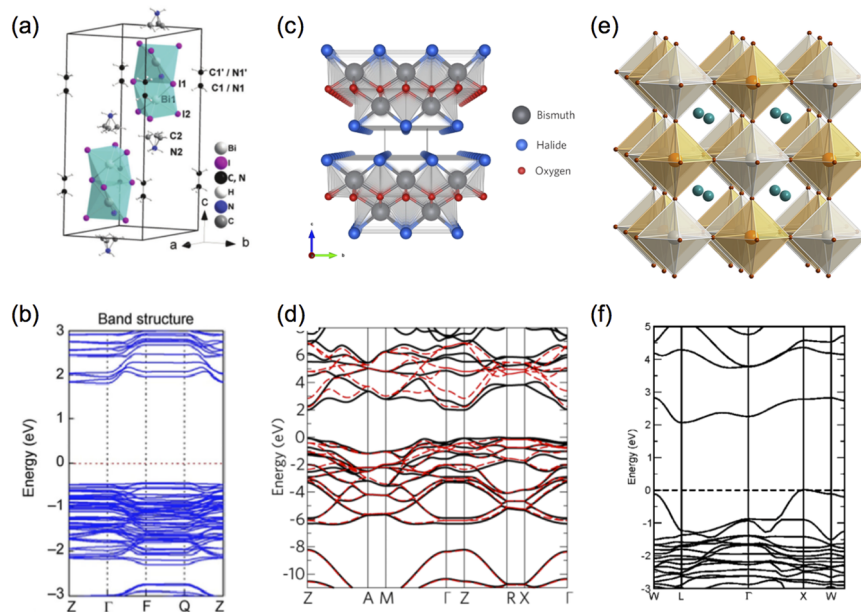 (a)
C1' / N1'
C1 / N1
I1
Bi1
I2
C2
N2
Bi
I
C, N
H
N
C
c
a
b
(c)
Bismuth
Halide
Oxygen
(e)
(b)
Band structure
Energy (eV)
3
2
1
0
−1
−2
−3
Z Γ F Q Z
(d)
Energy (eV)
6
4
2
0
-2
-4
-6
-8
-10
Z A M Γ Z R X Γ
(f)
Energy (eV)
5
4
3
2
1
0
-1
-2
-3
W L Γ X W